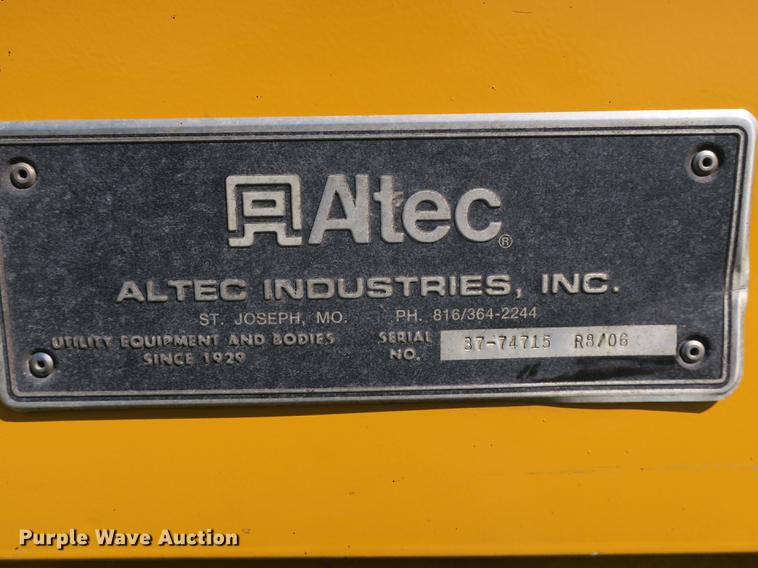 Altec®
ALTEC INDUSTRIES, INC.
ST. JOSEPH, MO. PH. 816/364-2244
UTILITY EQUIPMENT AND BODIES
SINCE 1929
SERIAL NO. 37-74715 R8/06
Purple Wave Auction®